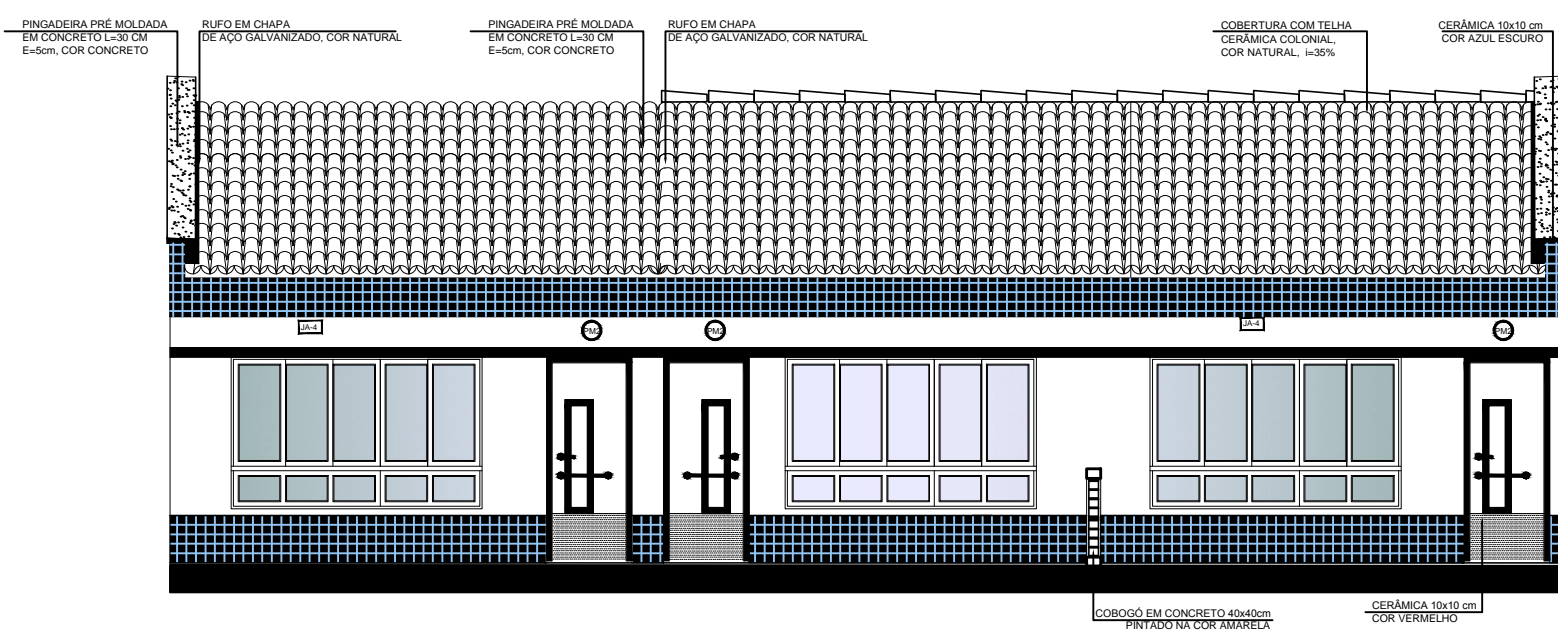 PINGADEIRA PRÉ MOLDADA
EM CONCRETO L=30 CM
E=5cm, COR CONCRETO
RUFO EM CHAPA
DE AÇO GALVANIZADO, COR NATURAL
PINGADEIRA PRÉ MOLDADA
EM CONCRETO L=30 CM
E=5cm, COR CONCRETO
RUFO EM CHAPA
DE AÇO GALVANIZADO, COR NATURAL
COBERTURA COM TELHA
CERÂMICA COLONIAL,
COR NATURAL, i=35%
CERÂMICA 10x10 cm
COR AZUL ESCURO
JA-4
PM2
PM2
JA-4
PM2
COBOGÓ EM CONCRETO 40x40cm
PINTADO NA COR AMARELA
CERÂMICA 10x10 cm
COR VERMELHO